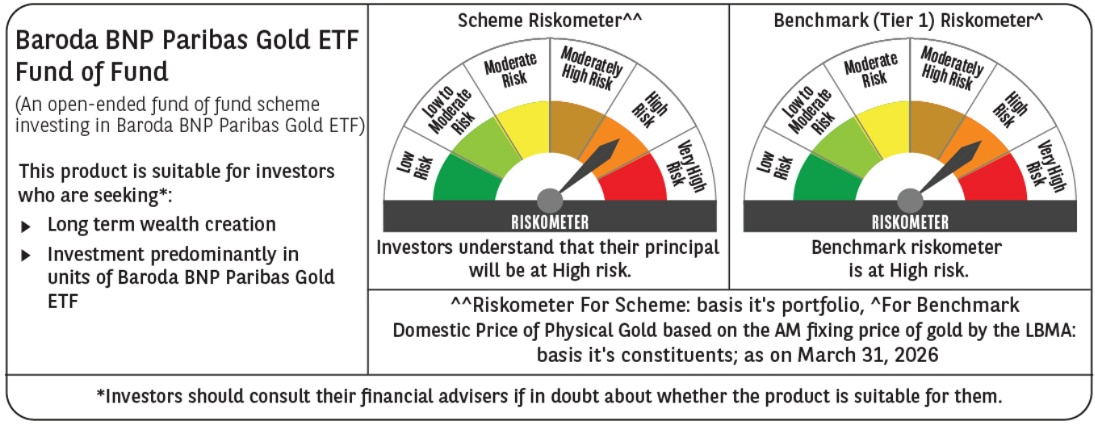 Baroda BNP Paribas Gold ETF
Fund of Fund
(An open-ended fund of fund scheme
investing in Baroda BNP Paribas Gold ETF)
This product is suitable for investors
who are seeking*:
Long term wealth creation
Investment predominantly in
units of Baroda BNP Paribas Gold
ETF
Scheme Riskometer^^
Low
Risk
Low to
Moderate
Risk
Moderate
Risk
Moderately
High Risk
High
Risk
Very High
Risk
RISKOMETER
Investors understand that their principal
will be at High risk.
Benchmark (Tier 1) Riskometer^
Low
Risk
Low to
Moderate
Risk
Moderate
Risk
Moderately
High Risk
High
Risk
Very High
Risk
RISKOMETER
Benchmark riskometer
is at High risk.
^^Riskometer For Scheme: basis it's portfolio, ^For Benchmark
Domestic Price of Physical Gold based on the AM fixing price of gold by the LBMA:
basis it's constituents; as on March 31, 2026
*Investors should consult their financial advisers if in doubt about whether the product is suitable for them.